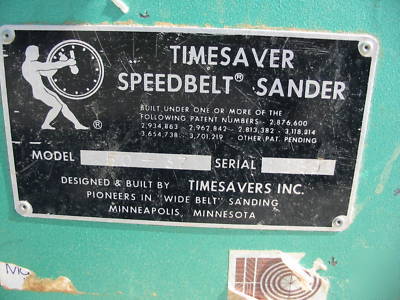 TIMESAVER
SPEEDBELT® SANDER
BUILT UNDER ONE OR MORE OF THE
FOLLOWING PATENT NUMBERS: 2,876,600
2,934,863 - 2,962,842 - 2,813,382 - 3,118,314
3,654,738 - 3,701,219 OTHER PAT. PENDING
®
MODEL SERIAL
DESIGNED & BUILT BY TIMESAVERS INC.
PIONEERS IN "WIDE BELT" SANDING
MINNEAPOLIS, MINNESOTA